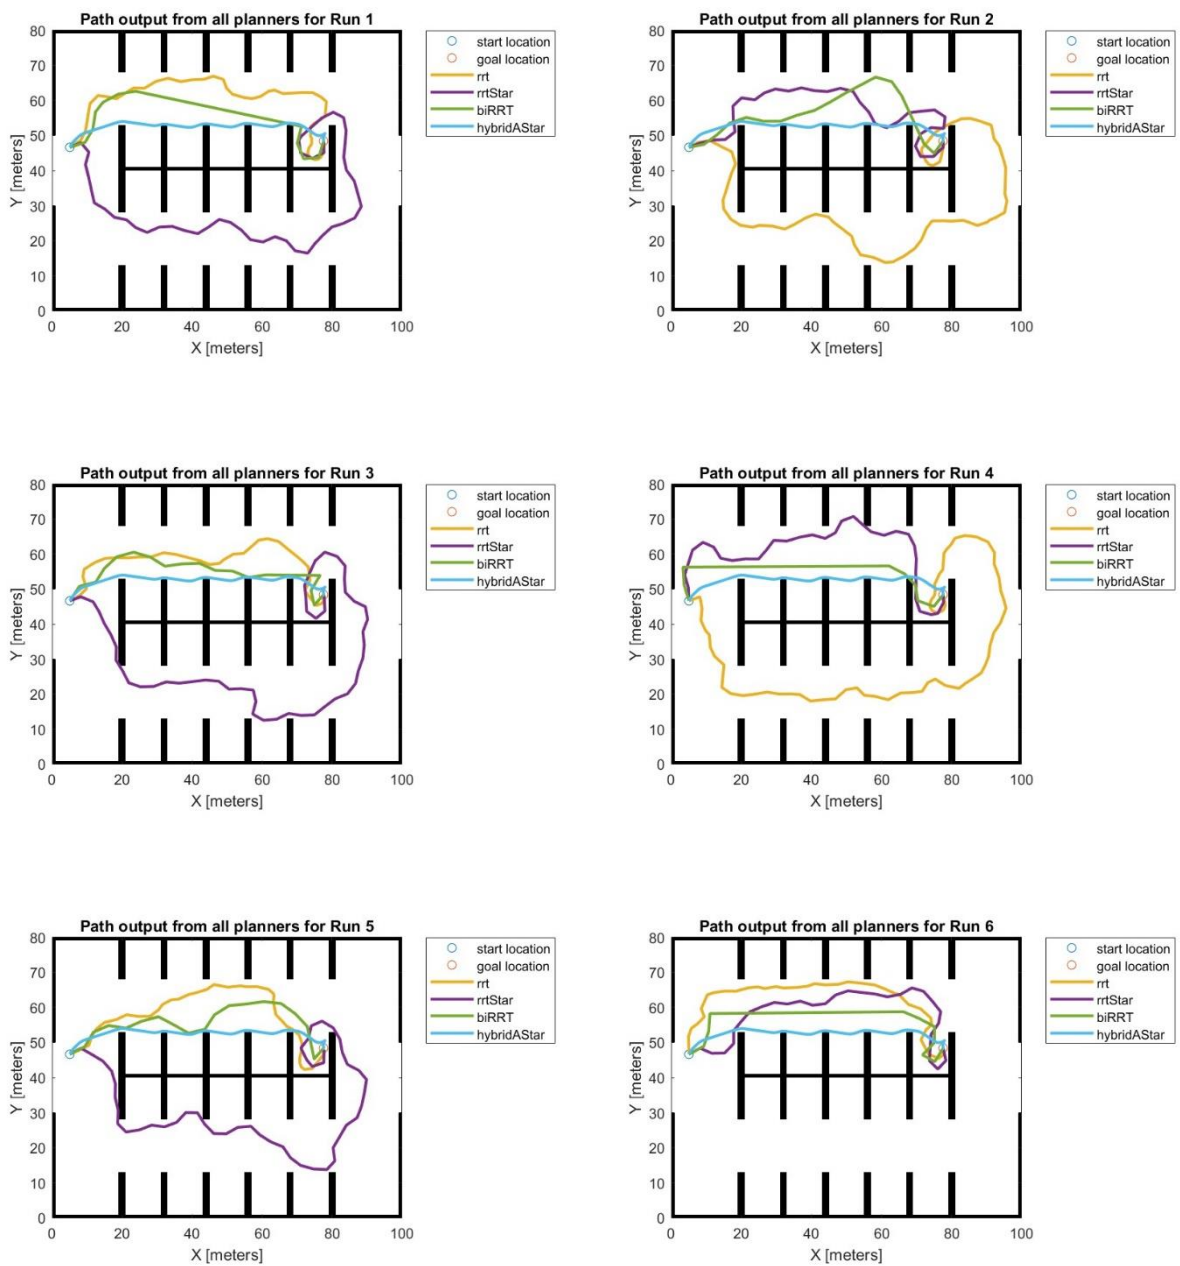 Path output from all planners for Run 1
80
70
60
50
40
30
20
10
0
Y [meters]
0 20 40 60 80 100
X [meters]
start location
goal location
rrt
rrtStar
biRRT
hybridAStar
Path output from all planners for Run 2
80
70
60
50
40
30
20
10
0
Y [meters]
0 20 40 60 80 100
X [meters]
start location
goal location
rrt
rrtStar
biRRT
hybridAStar
Path output from all planners for Run 3
80
70
60
50
40
30
20
10
0
Y [meters]
0 20 40 60 80 100
X [meters]
start location
goal location
rrt
rrtStar
biRRT
hybridAStar
Path output from all planners for Run 4
80
70
60
50
40
30
20
10
0
Y [meters]
0 20 40 60 80 100
X [meters]
start location
goal location
rrt
rrtStar
biRRT
hybridAStar
Path output from all planners for Run 5
80
70
60
50
40
30
20
10
0
Y [meters]
0 20 40 60 80 100
X [meters]
start location
goal location
rrt
rrtStar
biRRT
hybridAStar
Path output from all planners for Run 6
80
70
60
50
40
30
20
10
0
Y [meters]
0 20 40 60 80 100
X [meters]
start location
goal location
rrt
rrtStar
biRRT
hybridAStar